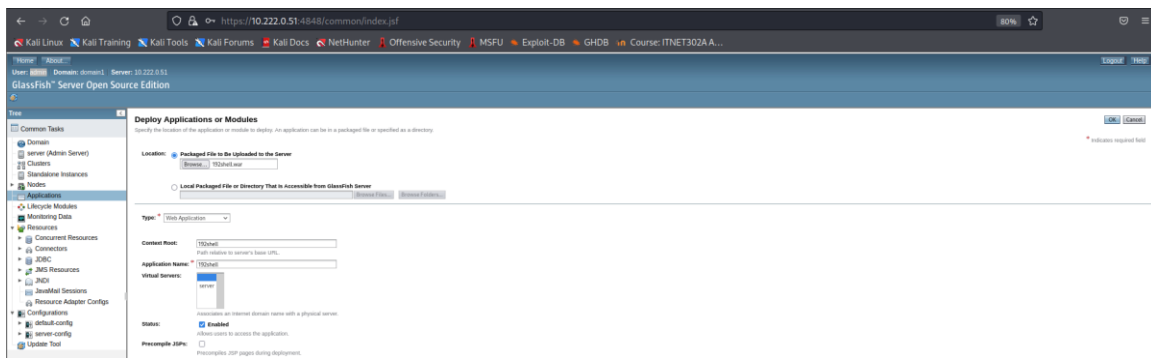 https://10.222.0.51:4848/common/index.jsf 80%
Kali Linux Kali Training Kali Tools Kali Forums Kali Docs NetHunter Offensive Security MSFU Exploit-DB GHDB Course: ITNET302A A...
Home About...
User: Domain: domain1 Server: 10.222.0.51
Logout Help
GlassFish™ Server Open Source Edition
Tree
Common Tasks
Domain
server (Admin Server)
Clusters
Standalone Instances
Nodes
Applications
Lifecycle Modules
Monitoring Data
Resources
Concurrent Resources
Connectors
JDBC
JMS Resources
JNDI
JavaMail Sessions
Resource Adapter Configs
Configurations
default-config
server-config
Update Tool
Deploy Applications or Modules
OK Cancel
Specify the location of the application or module to deploy. An application can be in a packaged file or specified as a directory.
* Indicates required field
Location: Packaged File to Be Uploaded to the Server
Browse... 192shell.war
Local Packaged File or Directory That Is Accessible from GlassFish Server
Browse Files... Browse Folders...
Type: * Web Application
Context Root: 192shell
Path relative to server's base URL.
Application Name: * 192shell
Virtual Servers:
server
Associates an Internet domain name with a physical server.
Status: Enabled
Allows users to access the application.
Precompile JSPs:
Precompiles JSP pages during deployment.